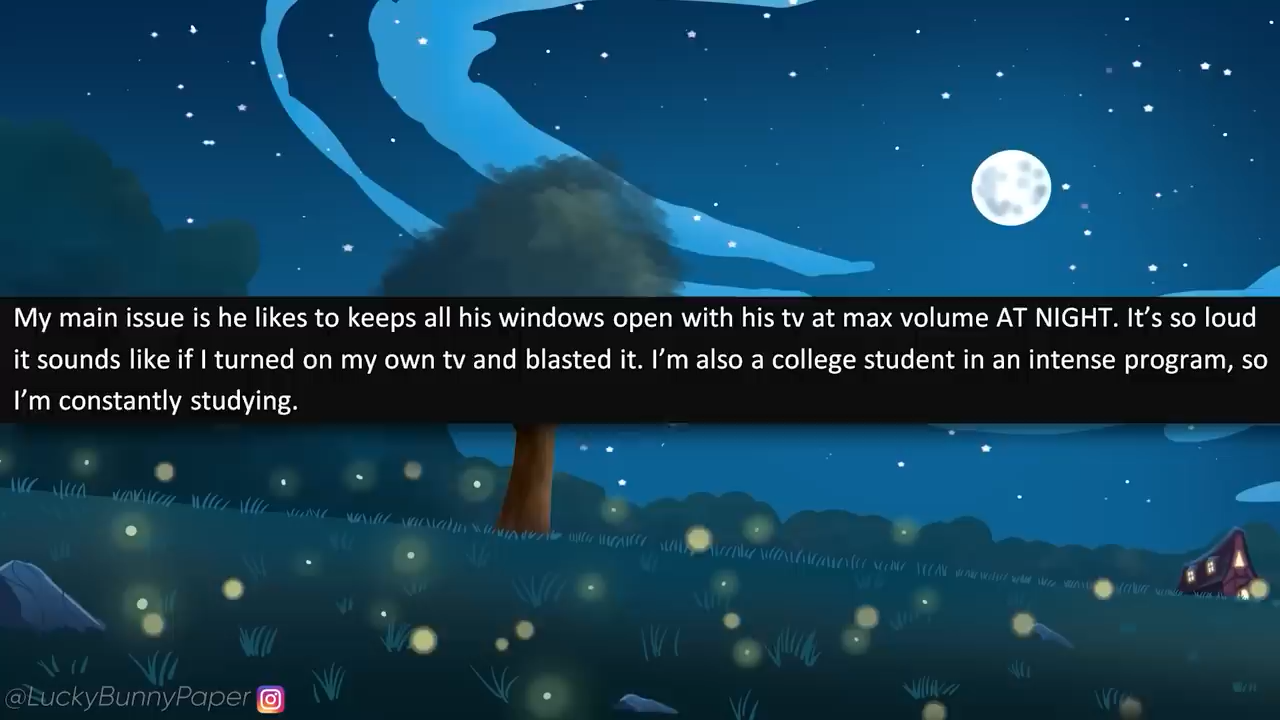 My main issue is he likes to keeps all his windows open with his tv at max volume AT NIGHT. It’s so loud
it sounds like if I turned on my own tv and blasted it. I’m also a college student in an intense program, so
I’m constantly studying.
@LuckyBunnyPaper